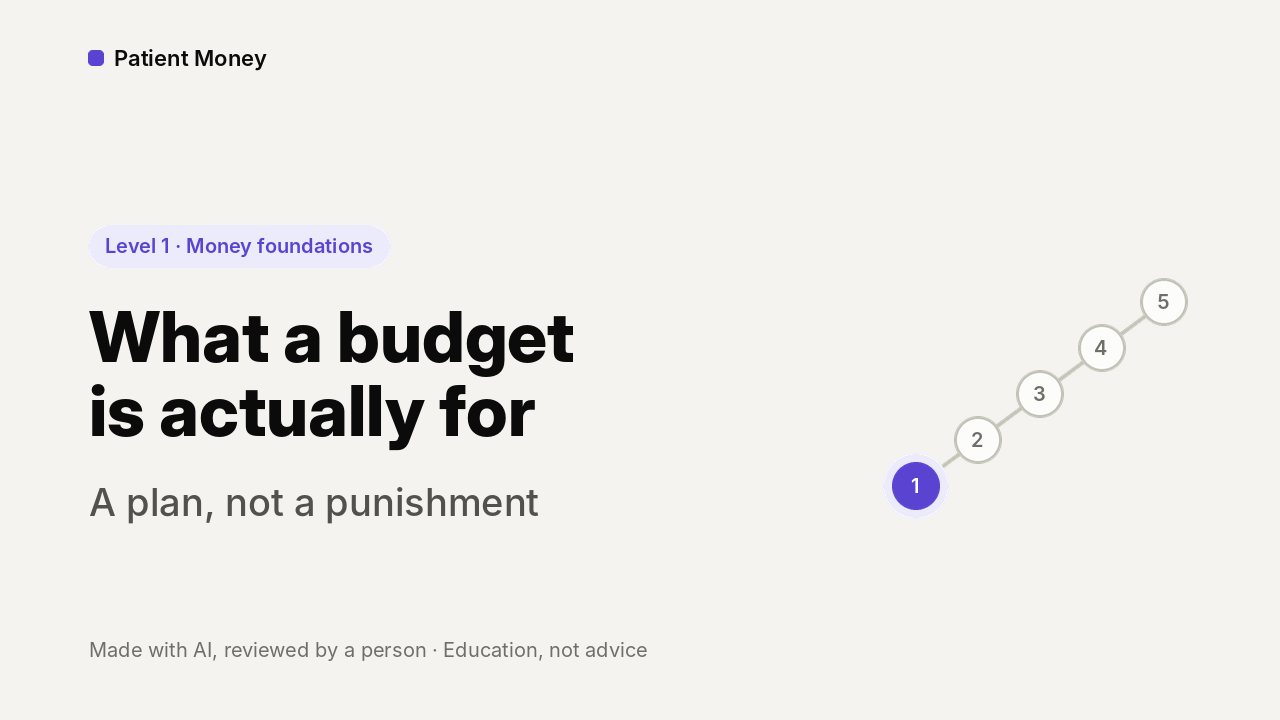 Patient Money
Level 1 · Money foundations
What a budget
is actually for
A plan, not a punishment
5
4
3
2
1
Made with AI, reviewed by a person · Education, not advice